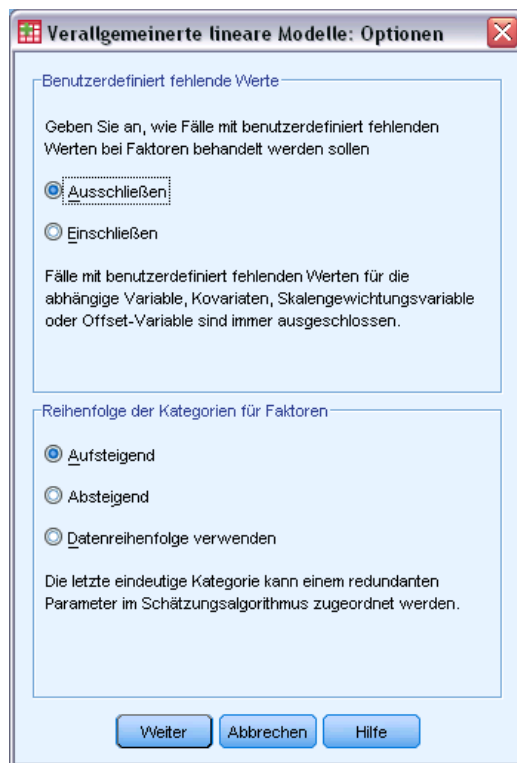 Verallgemeinerte lineare Modelle: Optionen
Benutzerdefiniert fehlende Werte
Geben Sie an, wie Fälle mit benutzerdefiniert fehlenden
Werten bei Faktoren behandelt werden sollen
Ausschließen
Einschließen
Fälle mit benutzerdefiniert fehlenden Werten für die
abhängige Variable, Kovariaten, Skalengewichtungsvariable
oder Offset-Variable sind immer ausgeschlossen.
Reihenfolge der Kategorien für Faktoren
Aufsteigend
Absteigend
Datenreihenfolge verwenden
Die letzte eindeutige Kategorie kann einem redundanten
Parameter im Schätzungsalgorithmus zugeordnet werden.
Weiter Abbrechen Hilfe